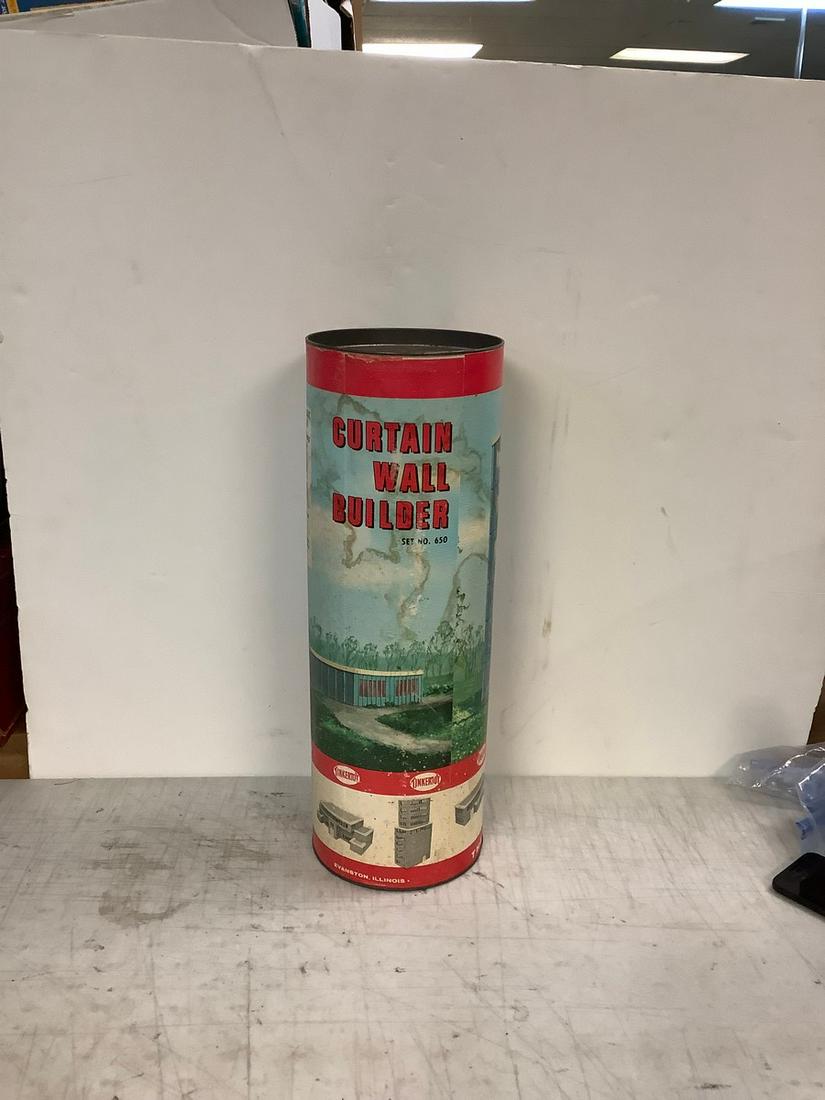 CURTAIN
WALL
BUILDER
SET NO. 650
TINKERTOY
TINKERTOY
EVANSTON, ILLINOIS •